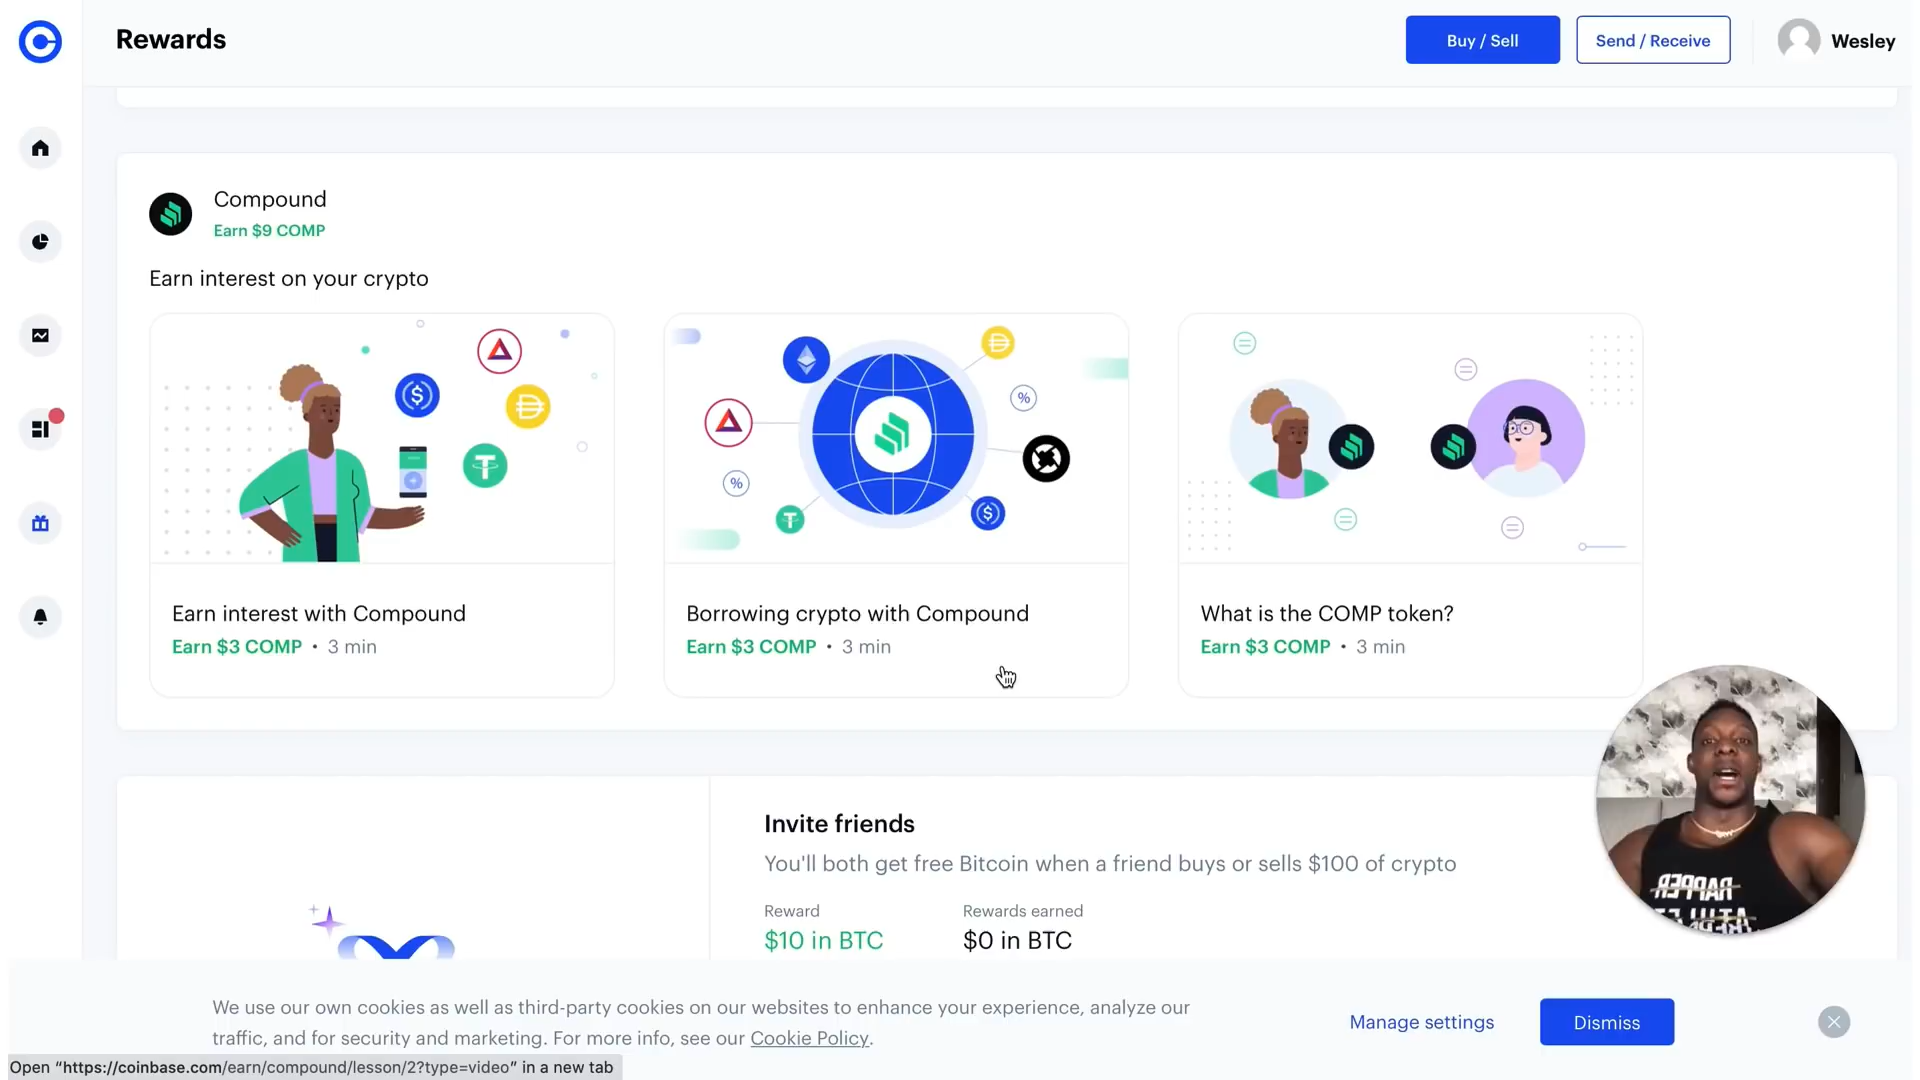 Rewards
Buy / Sell
Send / Receive
Wesley
Compound
Earn $9 COMP
Earn interest on your crypto
Earn interest with Compound
Earn $3 COMP • 3 min
Borrowing crypto with Compound
Earn $3 COMP • 3 min
What is the COMP token?
Earn $3 COMP • 3 min
Invite friends
You'll both get free Bitcoin when a friend buys or sells $100 of crypto
Reward
$10 in BTC
Rewards earned
$0 in BTC
RAPPER
We use our own cookies as well as third-party cookies on our websites to enhance your experience, analyze our
traffic, and for security and marketing. For more info, see our Cookie Policy.
Manage settings
Dismiss
Open “https://coinbase.com/earn/compound/lesson/2?type=video” in a new tab